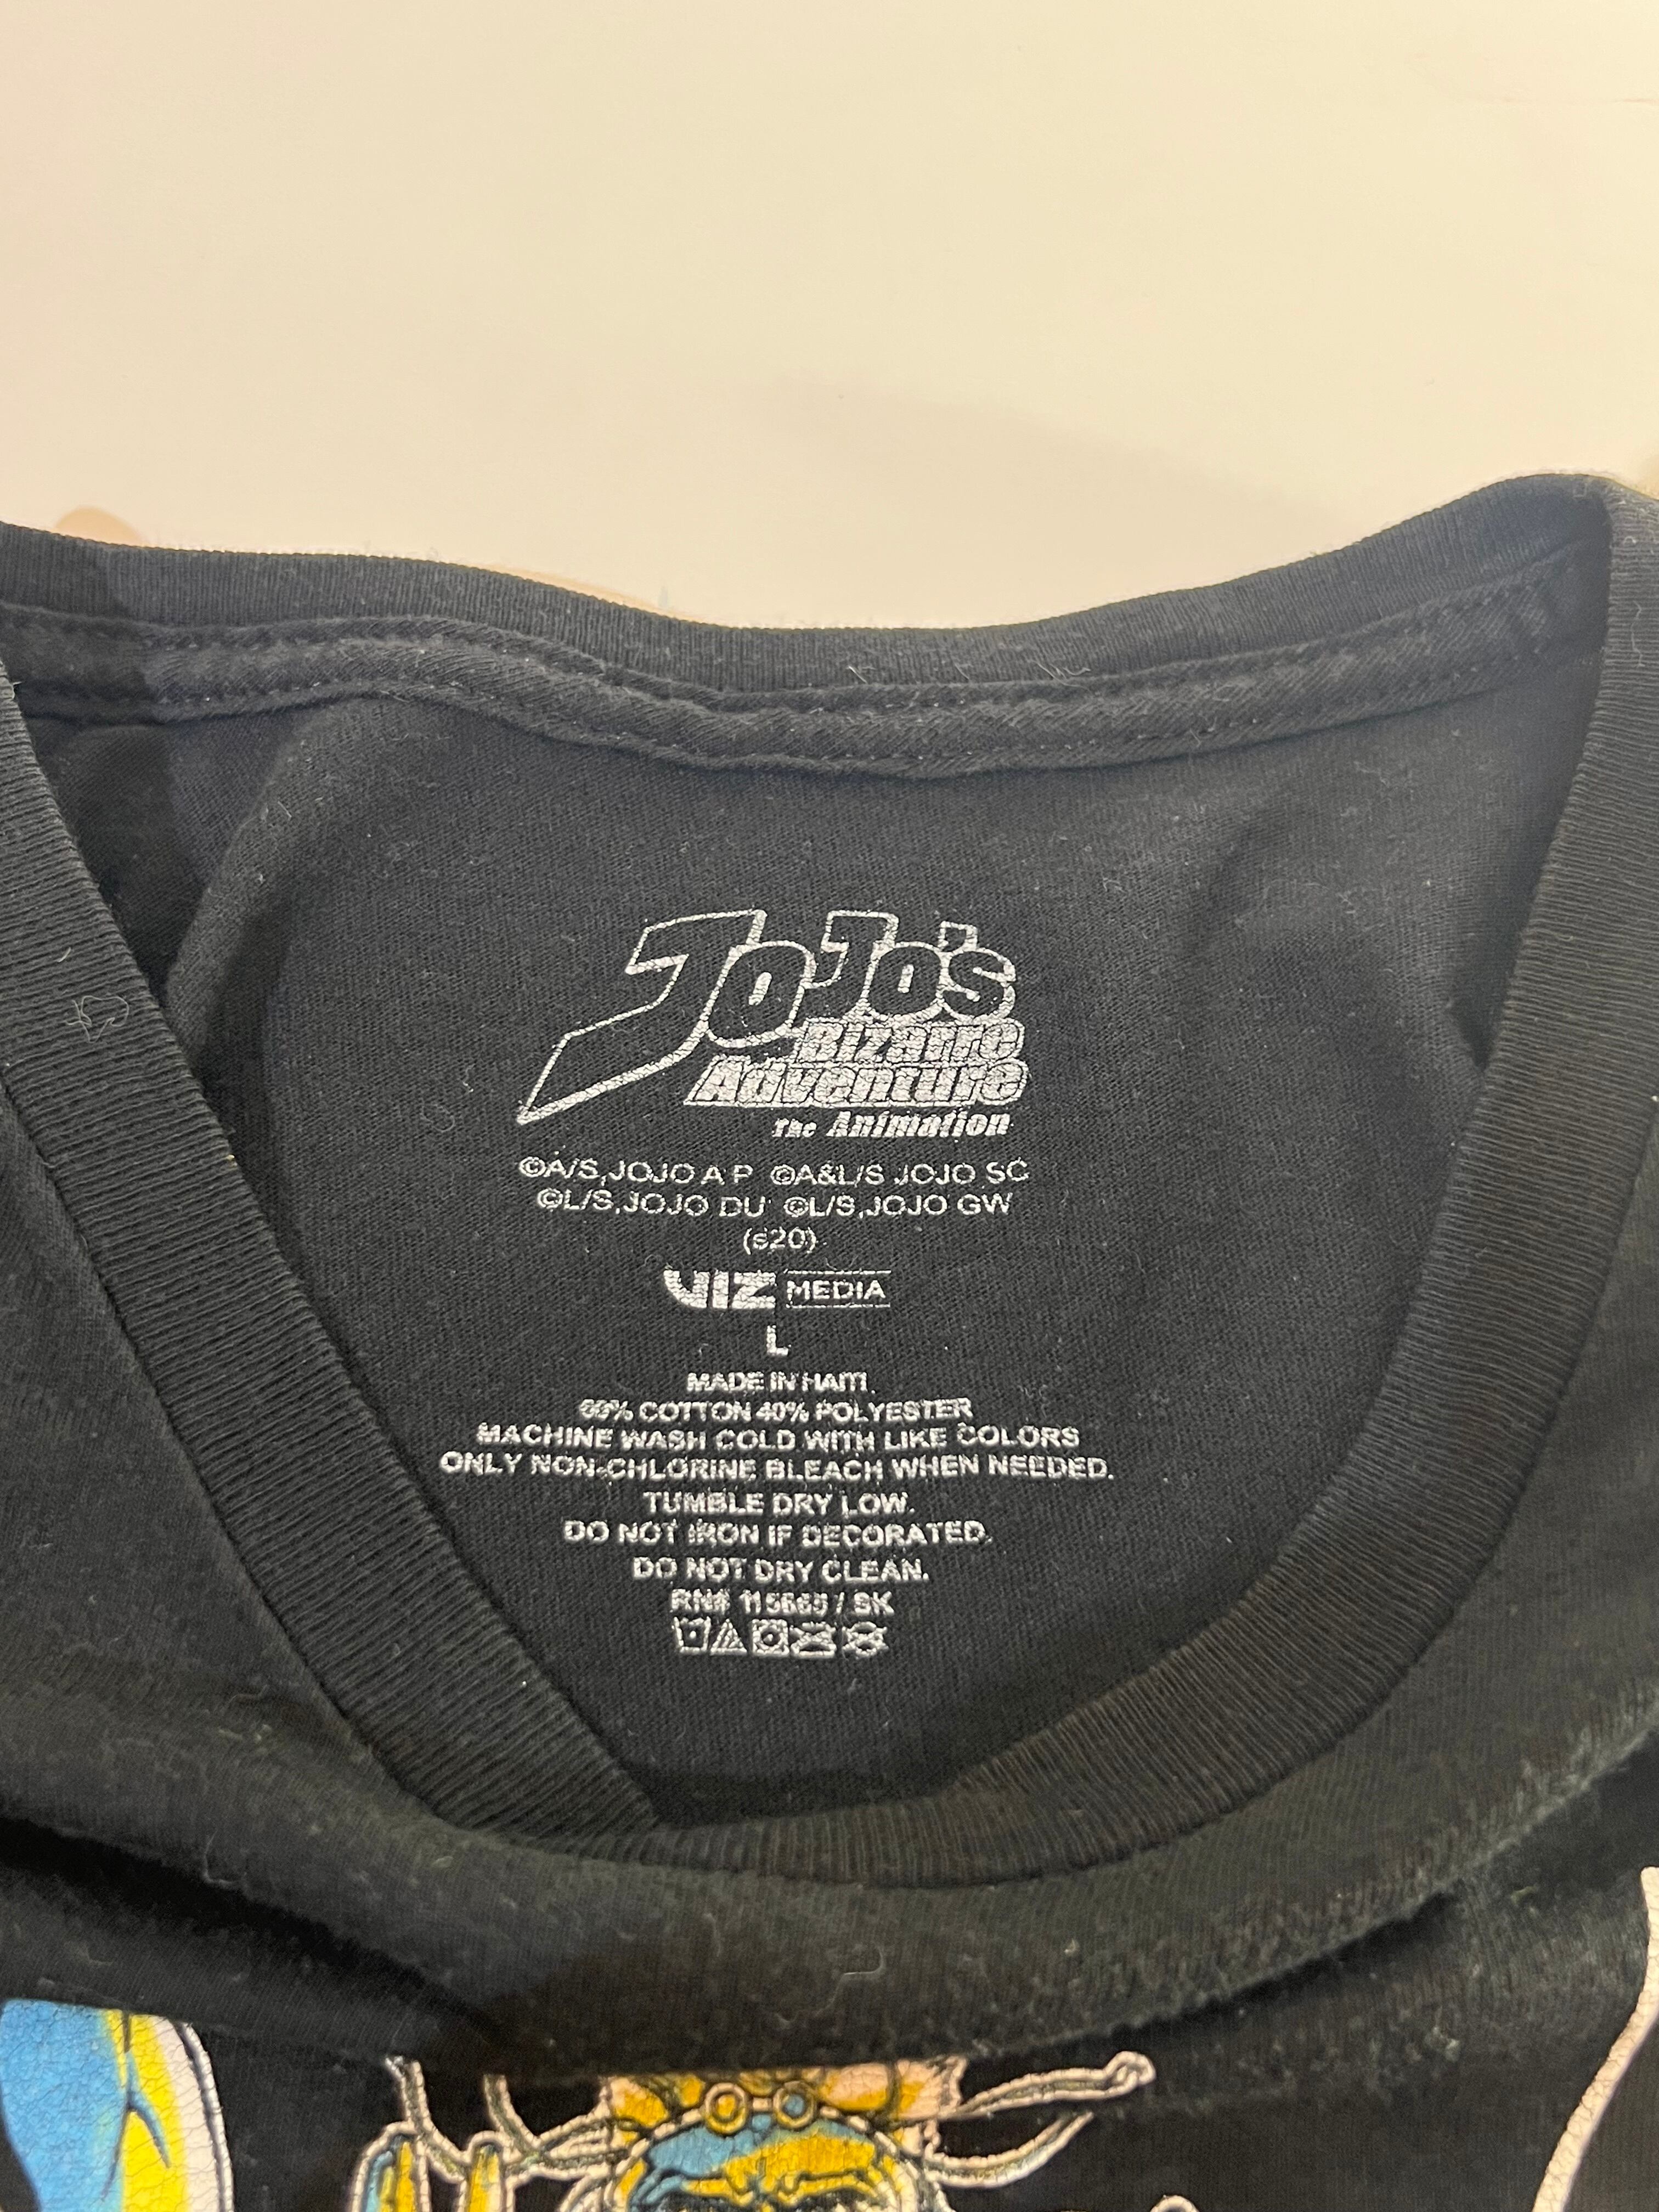 JoJo's
Bizarre
Adventure
The Animation
©A/S,JOJO A P ©A&L/S JOJO SC
©L/S,JOJO DU ©L/S,JOJO GW
(s20)
VIZ MEDIA
L
MADE IN HAITI.
60% COTTON 40% POLYESTER
MACHINE WASH COLD WITH LIKE COLORS
ONLY NON-CHLORINE BLEACH WHEN NEEDED.
TUMBLE DRY LOW.
DO NOT IRON IF DECORATED.
DO NOT DRY CLEAN.
RN# / SK